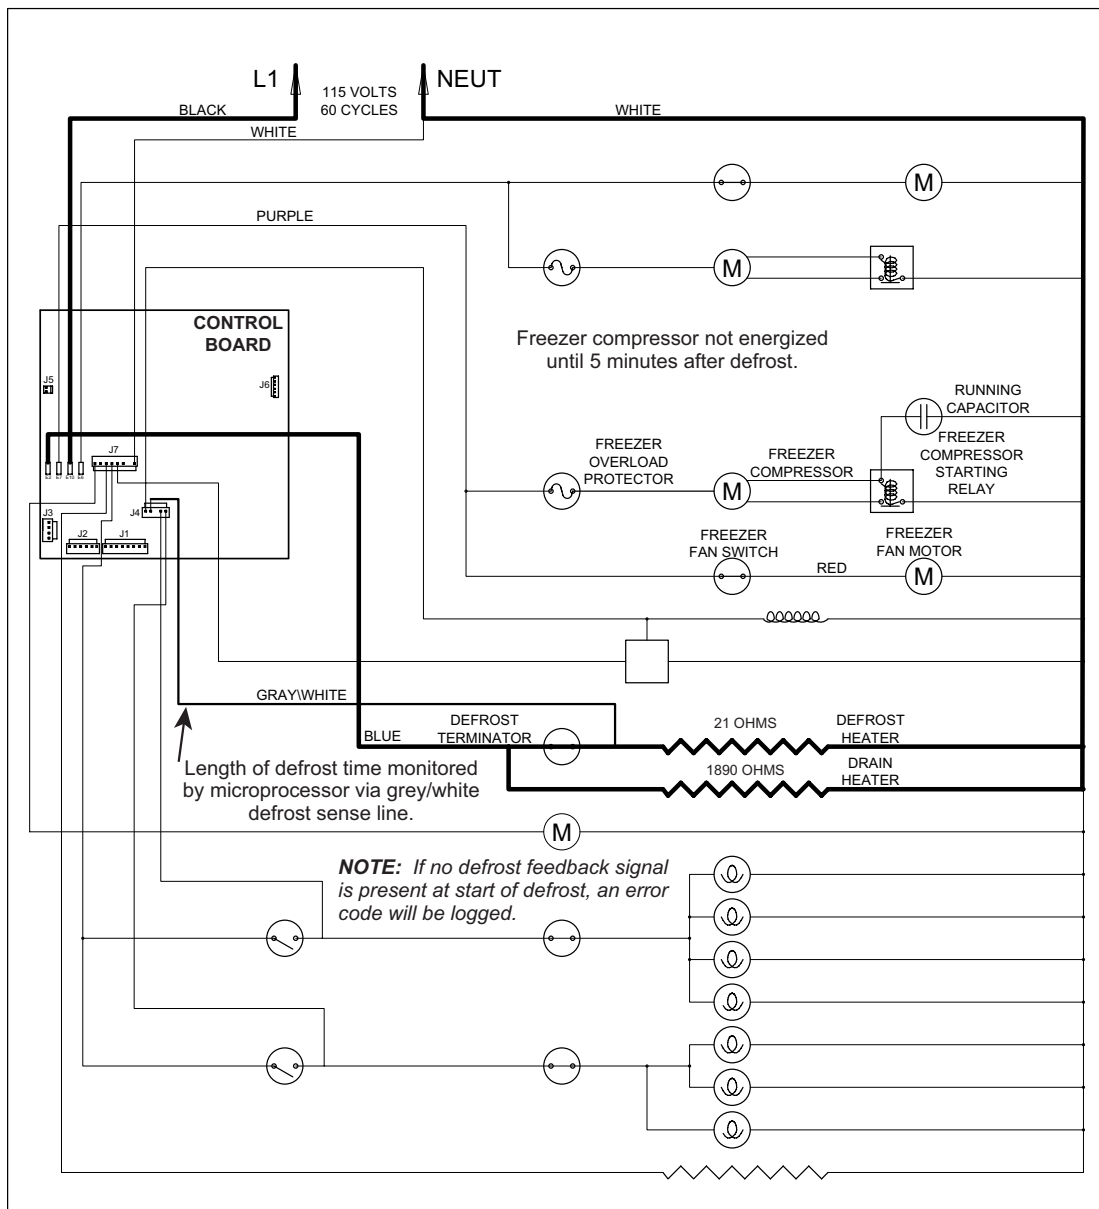 L1
115 VOLTS
60 CYCLES
NEUT
BLACK
WHITE
WHITE
PURPLE
M
M
Freezer compressor not energized
until 5 minutes after defrost.
CONTROL
BOARD
J5
J6
J7
J3
J4
J2
J1
RUNNING
CAPACITOR
FREEZER
OVERLOAD
PROTECTOR
FREEZER
COMPRESSOR
M
FREEZER
COMPRESSOR
STARTING
RELAY
FREEZER
FAN SWITCH
RED
FREEZER
FAN MOTOR
M
GRAY\WHITE
BLUE
DEFROST
TERMINATOR
21 OHMS
DEFROST
HEATER
1890 OHMS
DRAIN
HEATER
Length of defrost time monitored
by microprocessor via grey/white
defrost sense line.
M
NOTE: If no defrost feedback signal
is present at start of defrost, an error
code will be logged.